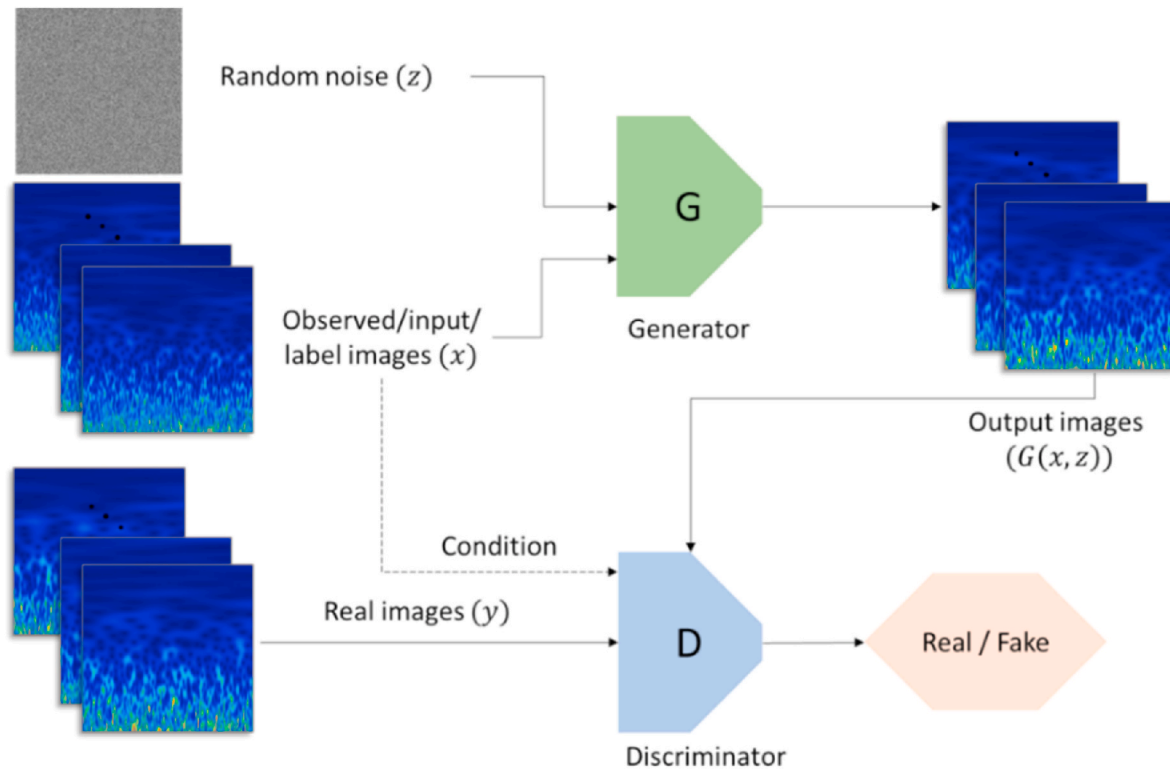 Random noise (z)
G
Generator
Observed/input/
label images (x)
Output images
(G(x, z))
Condition
Real images (y)
D
Real / Fake
Discriminator